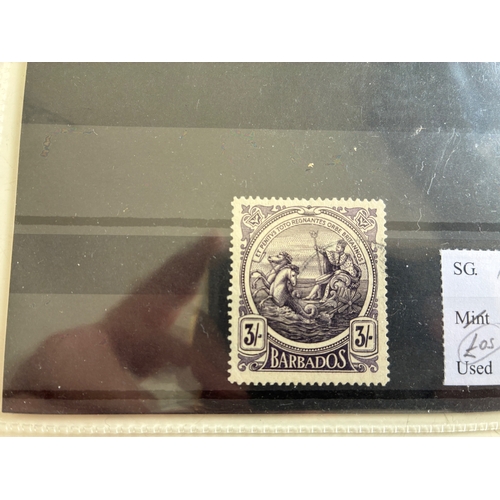 ET PENITUS TOTO REGNANTES ORBE BRITANNOS
3/- 3/-
BARBADOS
SG.
Mint
Used